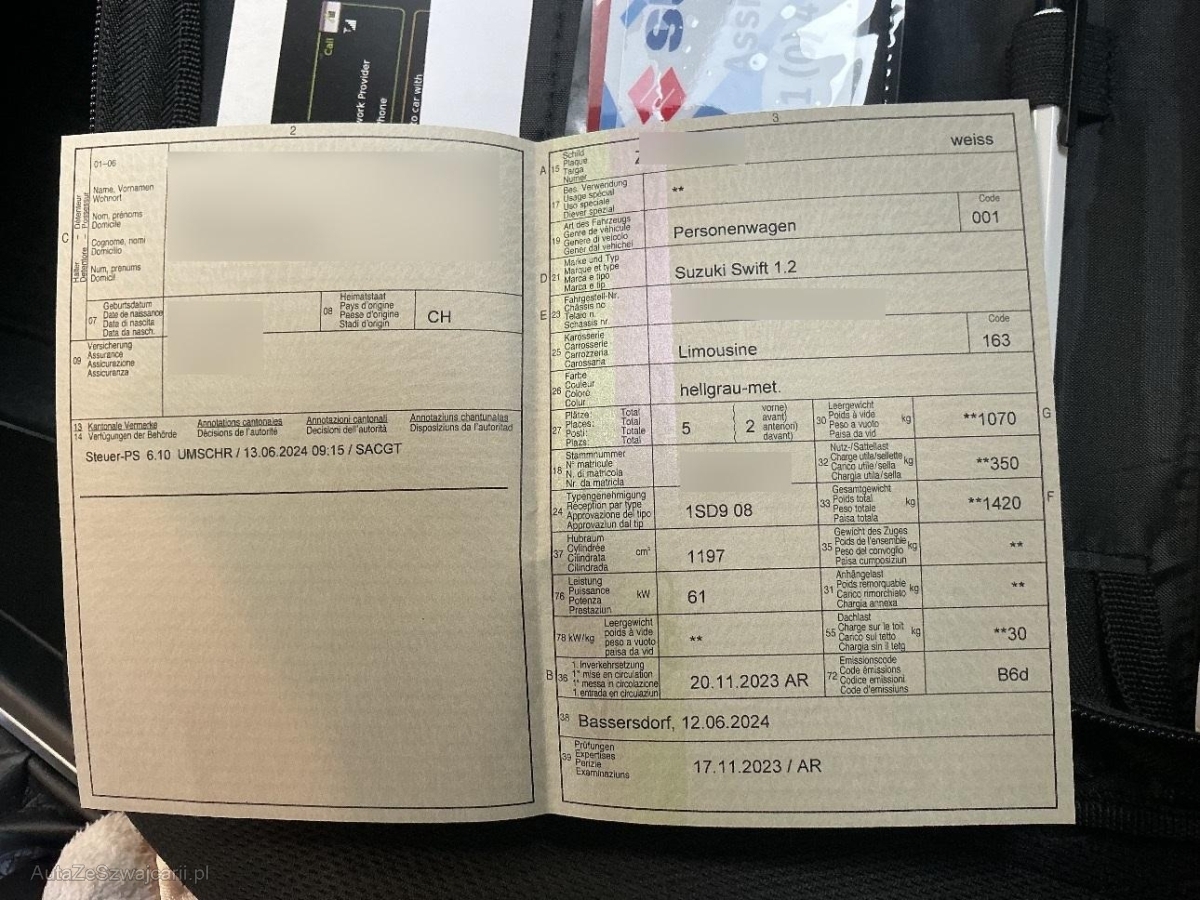 Call
work Provider
hone
to car with
Assi
2
01–06
Name, Vornamen
Wohnort
Nom, prénoms
Domicile
Cognome, nomi
Domicilio
Num, prenums
Domicil
C
07
Geburtsdatum
Date de naissance
Data di nascita
Data da nasch.
08
Heimatstaat
Pays d'origine
Paese d'origine
Stadi d'origin
CH
09
Versicherung
Assurance
Assicurazione
Assicuranza
13 Kantonale Vermerke Annotations cantonales Annotazioni cantonali Annotaziuns chantunalas
14 Verfügungen der Behörde Décisions de l'autorité Decisioni dell'autorità Disposiziuns da l'autoritad
Steuer-PS 6.10 UMSCHR / 13.06.2024 09:15 / SACGT
3
A 15
Schild
Plaque
Targa
Numer
Z
weiss
17
Bes. Verwendung
Usage spécial
Uso speciale
Diever spezial
**
19
Art des Fahrzeugs
Genre de véhicule
Genere di veicolo
Gener dal vehichel
Personenwagen
Code
001
D 21
Marke und Typ
Marque et type
Marca e tipo
Marca e tip
Suzuki Swift 1.2
E 23
Fahrgestell-Nr.
Châssis no
Telaio n.
Schassis nr.
25
Karosserie
Carrosserie
Carrozzeria
Carossaria
Limousine
Code
163
26
Farbe
Couleur
Colore
Colur
hellgrau-met.
27
Plätze: Total
Places: Total
Posti: Totale
Plazs: Total
5
2
vorne)
avant)
anteriori)
davant)
30
Leergewicht
Poids à vide
Peso a vuoto
Paisa da vid
kg
**1070
G
18
Stammnummer
N° matricule
N. di matricola
Nr. da matricla
32
Nutz-/Sattellast
Charge utile/sellette
Carico utile/sella
Chargia utila/sella
kg
**350
24
Typengenehmigung
Réception par type
Approvazione del tipo
Approvaziun dal tip
1SD9 08
33
Gesamtgewicht
Poids total
Peso totale
Paisa totala
kg
**1420
F
37
Hubraum
Cylindrée
Cilindrata
Cilindrada
cm³
1197
35
Gewicht des Zuges
Poids de l'ensemble
Peso del convoglio
Paisa cumposiziun
kg
**
76
Leistung
Puissance
Potenza
Prestaziun
kW
61
31
Anhängelast
Poids remorquable
Carico rimorchiato
Chargia annexa
kg
**
78 kW/kg
Leergewicht
poids à vide
peso a vuoto
paisa da vid
**
55
Dachlast
Charge sur le toit
Carico sul tetto
Chargia sin il tetg
kg
**30
B 36
1. Inverkehrsetzung
1re mise en circulation
1a messa in circolazione
1. entrada en circulaziun
20.11.2023 AR
72
Emissionscode
Code émissions
Codice emissioni
Code d'emissiuns
B6d
38 Bassersdorf, 12.06.2024
39
Prüfungen
Expertises
Perizie
Examinaziuns
17.11.2023 / AR
AutaZeSzwajcarii.pl